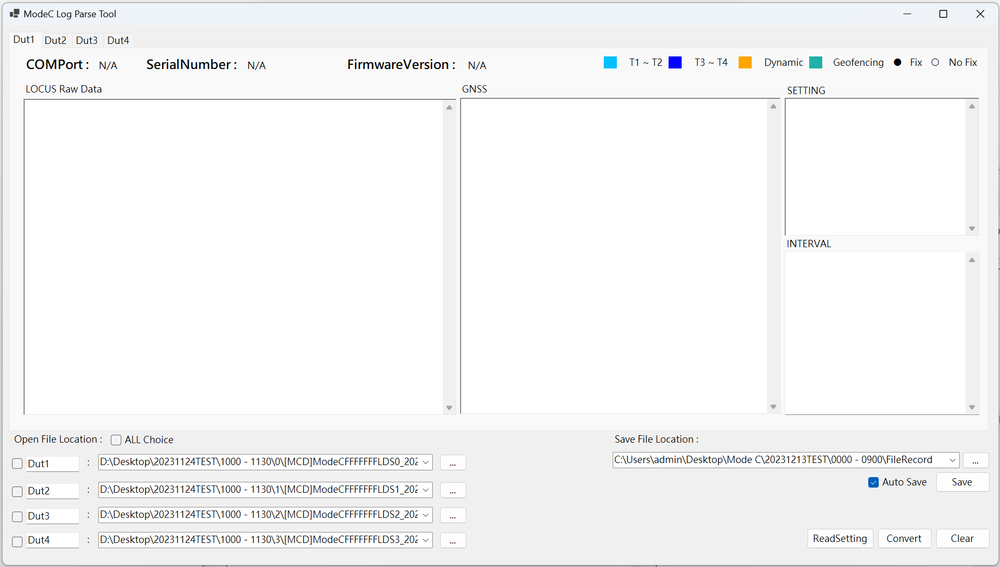 ModeC Log Parse Tool
Dut1 Dut2 Dut3 Dut4
COMPort : N/A SerialNumber : N/A FirmwareVersion : N/A T1 ~ T2 T3 ~ T4 Dynamic Geofencing Fix No Fix
LOCUS Raw Data GNSS SETTING
INTERVAL
Open File Location : ALL Choice Save File Location :
Dut1 : D:\Desktop\20231124TEST\1000 - 1130\0\[MCD]ModeCFFFFFFFLDS0_202 ... C:\Users\admin\Desktop\Mode C\20231213TEST\0000 - 0900\FileRecord ...
Auto Save Save
Dut2 : D:\Desktop\20231124TEST\1000 - 1130\1\[MCD]ModeCFFFFFFFLDS1_202 ...
Dut3 : D:\Desktop\20231124TEST\1000 - 1130\2\[MCD]ModeCFFFFFFFLDS2_202 ...
Dut4 : D:\Desktop\20231124TEST\1000 - 1130\3\[MCD]ModeCFFFFFFFLDS3_202 ... ReadSetting Convert Clear